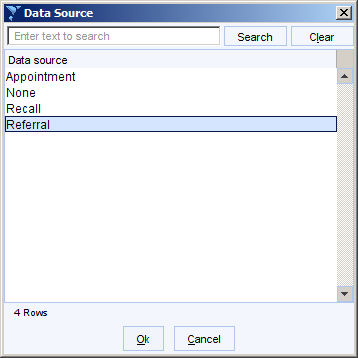 Data Source
Enter text to search Search Clear
Data source
Appointment
None
Recall
Referral
4 Rows
Ok Cancel